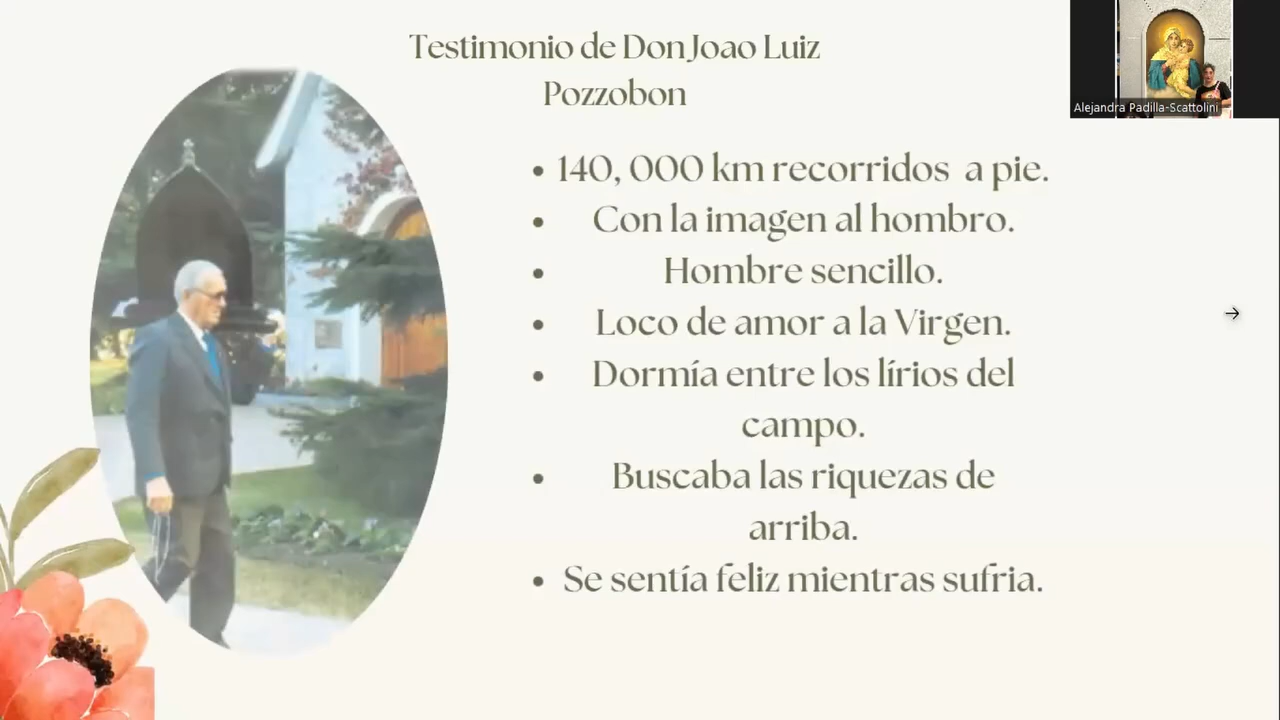 Testimonio de Don Joao Luiz
Pozzobon
Alejandra Padilla-Scattolini
• 140, 000 km recorridos a pie.
• Con la imagen al hombro.
• Hombre sencillo.
• Loco de amor a la Virgen.
• Dormía entre los lírios del
campo.
• Buscaba las riquezas de
arriba.
• Se sentía feliz mientras sufria.